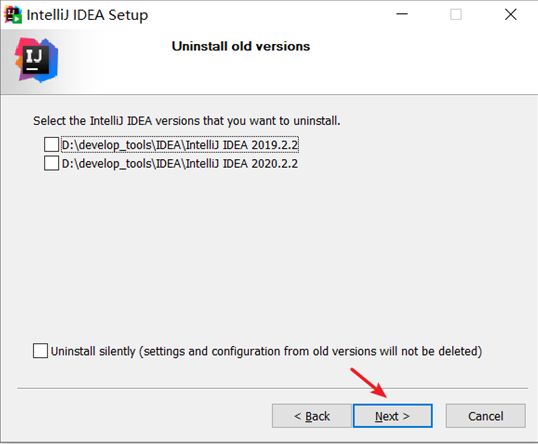 IntelliJ IDEA Setup
Uninstall old versions
IJ
Select the IntelliJ IDEA versions that you want to uninstall.
D:\develop_tools\IDEA\IntelliJ IDEA 2019.2.2
D:\develop_tools\IDEA\IntelliJ IDEA 2020.2.2
Uninstall silently (settings and configuration from old versions will not be deleted)
< Back
Next >
Cancel